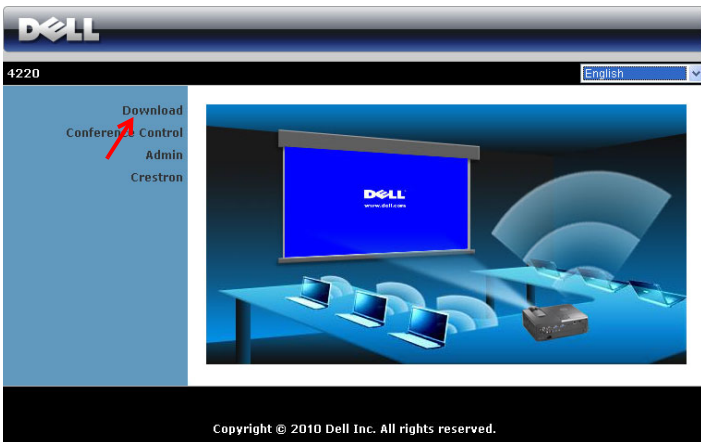 DELL
4220
English
Download
Conference Control
Admin
Crestron
DELL
www.dell.com
Copyright © 2010 Dell Inc. All rights reserved.